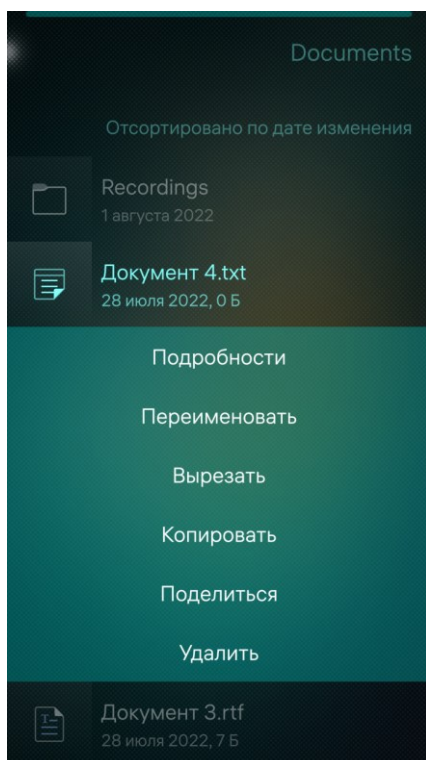 Documents
Отсортировано по дате изменения
Recordings
1 августа 2022
Документ 4.txt
28 июля 2022, 0 Б
Подробности
Переименовать
Вырезать
Копировать
Поделиться
Удалить
Документ 3.rtf
28 июля 2022, 7 Б